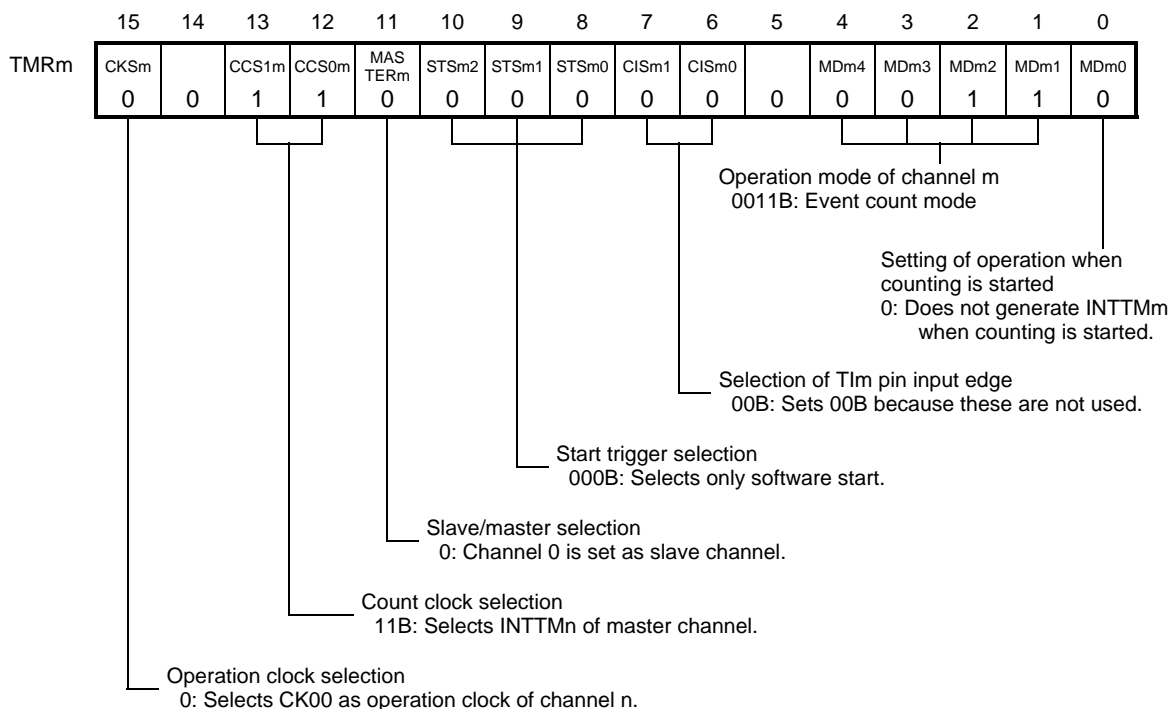 15 14 13 12 11 10 9 8 7 6 5 4 3 2 1 0
TMRm
CKSm CCS1m CCS0m MAS TERm STSm2 STSm1 STSm0 CISm1 CISm0 MDm4 MDm3 MDm2 MDm1 MDm0
0 0 1 1 0 0 0 0 0 0 0 0 0 1 1 0
Operation mode of channel m
0011B: Event count mode
Setting of operation when
counting is started
0: Does not generate INTTMm
when counting is started.
Selection of TIm pin input edge
00B: Sets 00B because these are not used.
Start trigger selection
000B: Selects only software start.
Slave/master selection
0: Channel 0 is set as slave channel.
Count clock selection
11B: Selects INTTMn of master channel.
Operation clock selection
0: Selects CK00 as operation clock of channel n.